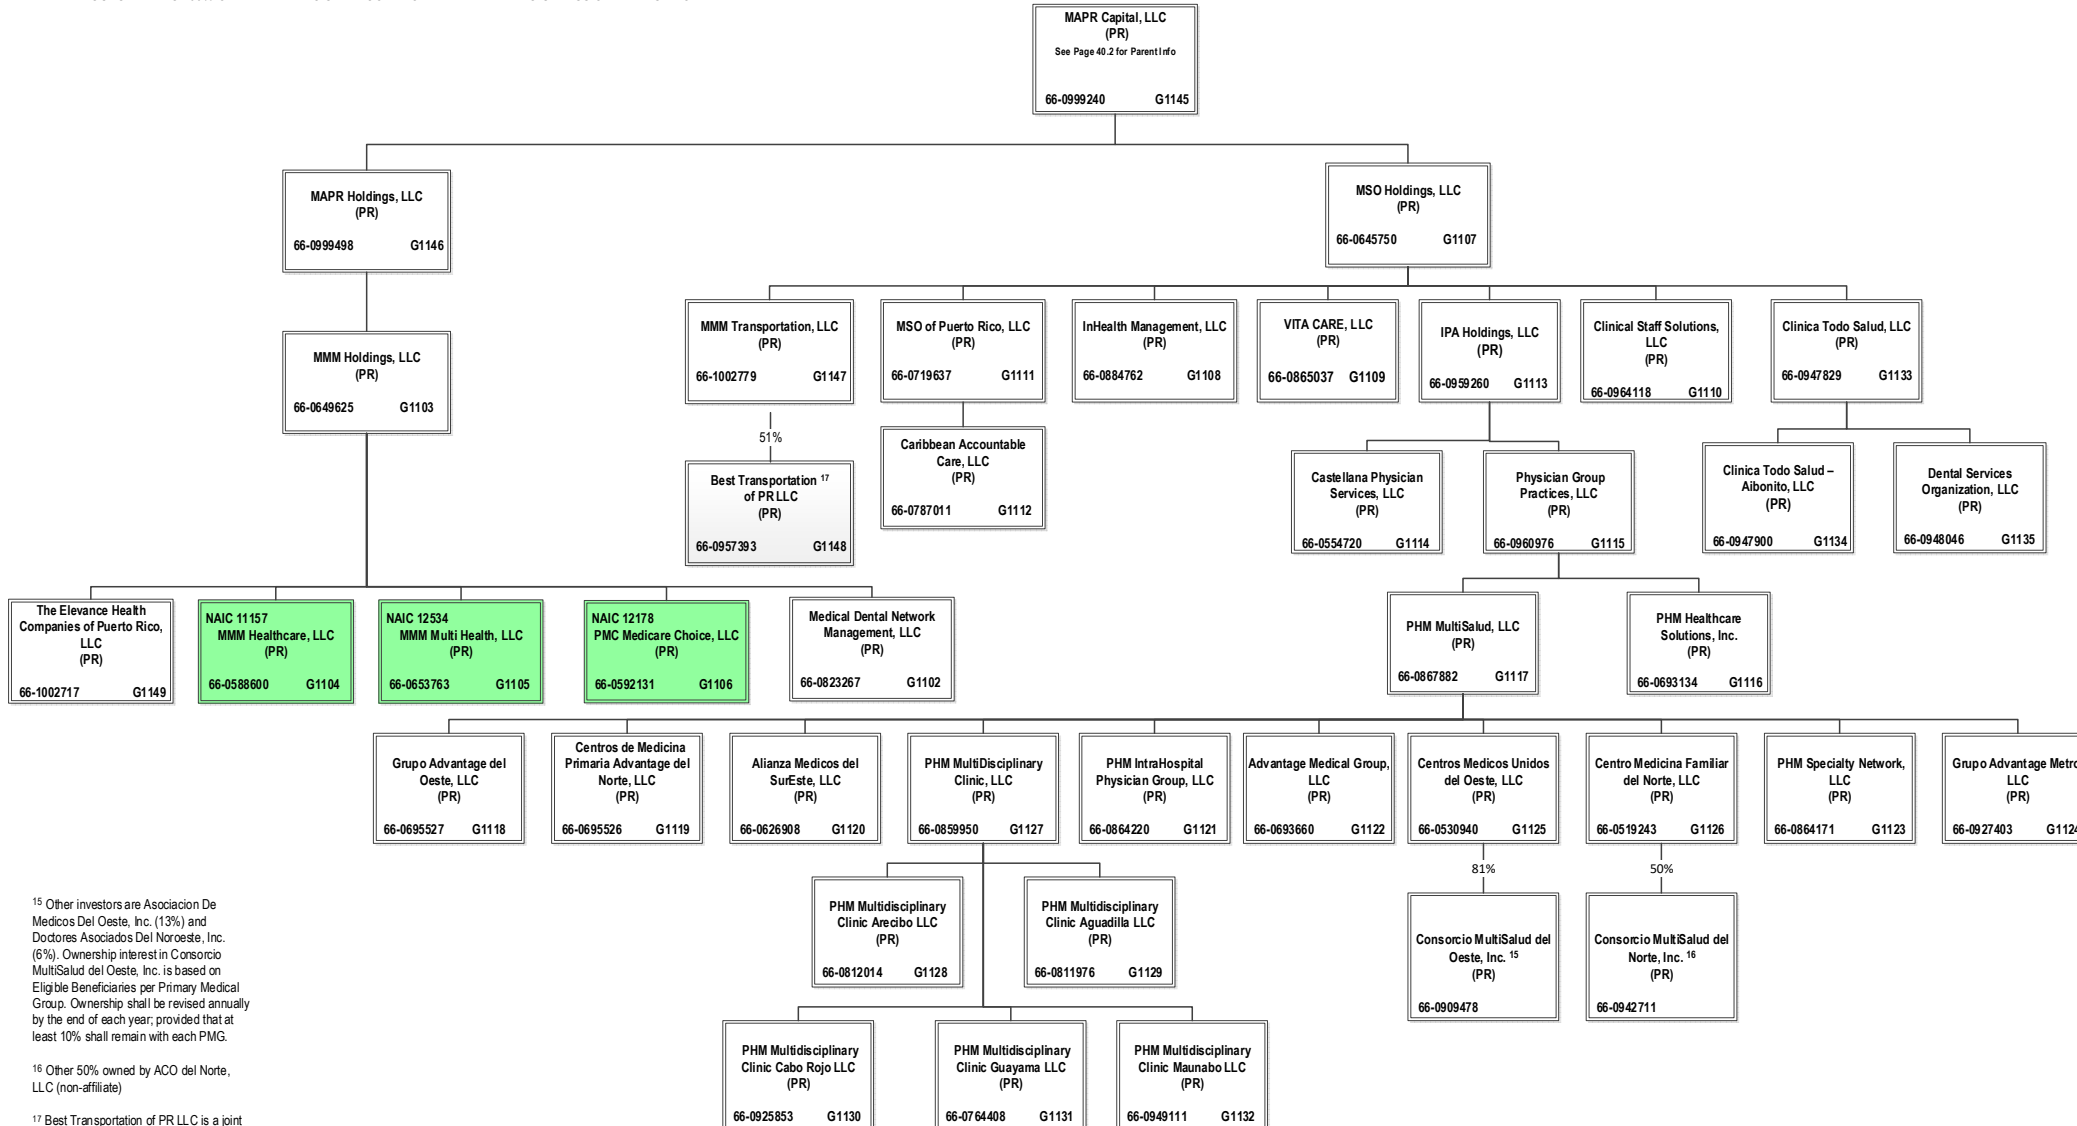 MAPR Capital, LLC
(PR)
See Page 40.2 for Parent Info
66-0999240 G1145
MAPR Holdings, LLC
(PR)
66-0999498 G1146
MSO Holdings, LLC
(PR)
66-0645750 G1107
MMM Holdings, LLC
(PR)
66-0649625 G1103
MMM Transportation, LLC
(PR)
66-1002779 G1147
MSO of Puerto Rico, LLC
(PR)
66-0719637 G1111
InHealth Management, LLC
(PR)
66-0884762 G1108
VITA CARE, LLC
(PR)
66-0865037 G1109
IPA Holdings, LLC
(PR)
66-0959260 G1113
Clinical Staff Solutions,
LLC
(PR)
66-0964118 G1110
Clinica Todo Salud, LLC
(PR)
66-0947829 G1133
51%
Best Transportation 17
of PR LLC
(PR)
66-0957393 G1148
Caribbean Accountable
Care, LLC
(PR)
66-0787011 G1112
Castellana Physician
Services, LLC
(PR)
66-0554720 G1114
Physician Group
Practices, LLC
(PR)
66-0960976 G1115
Clinica Todo Salud –
Aibonito, LLC
(PR)
66-0947900 G1134
Dental Services
Organization, LLC
(PR)
66-0948046 G1135
The Elevance Health
Companies of Puerto Rico,
LLC
(PR)
66-1002717 G1149
NAIC 11157
MMM Healthcare, LLC
(PR)
66-0588600 G1104
NAIC 12534
MMM Multi Health, LLC
(PR)
66-0653763 G1105
NAIC 12178
PMC Medicare Choice, LLC
(PR)
66-0592131 G1106
Medical Dental Network
Management, LLC
(PR)
66-0823267 G1102
PHM MultiSalud, LLC
(PR)
66-0867882 G1117
PHM Healthcare
Solutions, Inc.
(PR)
66-0693134 G1116
Grupo Advantage del
Oeste, LLC
(PR)
66-0695527 G1118
Centros de Medicina
Primaria Advantage del
Norte, LLC
(PR)
66-0695526 G1119
Alianza Medicos del
SurEste, LLC
(PR)
66-0626908 G1120
PHM MultiDisciplinary
Clinic, LLC
(PR)
66-0859950 G1127
PHM IntraHospital
Physician Group, LLC
(PR)
66-0864220 G1121
Advantage Medical Group,
LLC
(PR)
66-0693660 G1122
Centros Medicos Unidos
del Oeste, LLC
(PR)
66-0530940 G1125
Centro Medicina Familiar
del Norte, LLC
(PR)
66-0519243 G1126
PHM Specialty Network,
LLC
(PR)
66-0864171 G1123
Grupo Advantage Metro
LLC
(PR)
66-0927403 G1124
PHM Multidisciplinary
Clinic Arecibo LLC
(PR)
66-0812014 G1128
PHM Multidisciplinary
Clinic Aguadilla LLC
(PR)
66-0811976 G1129
81%
Consorcio MultiSalud del
Oeste, Inc. 15
(PR)
66-0909478
50%
Consorcio MultiSalud del
Norte, Inc. 16
(PR)
66-0942711
PHM Multidisciplinary
Clinic Cabo Rojo LLC
(PR)
66-0925853 G1130
PHM Multidisciplinary
Clinic Guayama LLC
(PR)
66-0764408 G1131
PHM Multidisciplinary
Clinic Maunabo LLC
(PR)
66-0949111 G1132
15 Other investors are Asociacion De
Medicos Del Oeste, Inc. (13%) and
Doctores Asociados Del Noroeste, Inc.
(6%). Ownership interest in Consorcio
MultiSalud del Oeste, Inc. is based on
Eligible Beneficiaries per Primary Medical
Group. Ownership shall be revised annually
by the end of each year; provided that at
least 10% shall remain with each PMG.
16 Other 50% owned by ACO del Norte,
LLC (non-affiliate)
17 Best Transportation of PR LLC is a joint